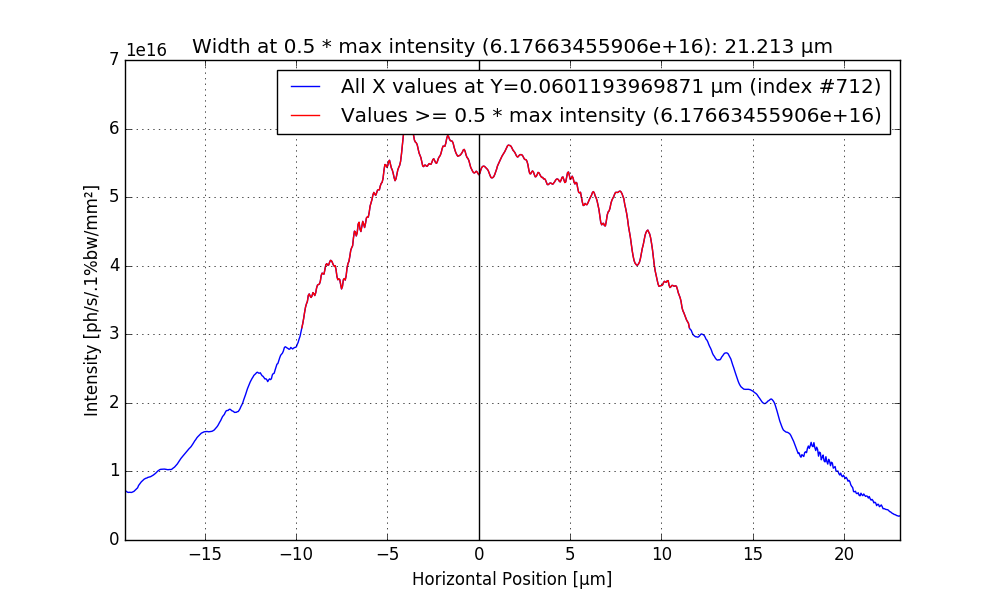 1e16
Width at 0.5 * max intensity (6.17663455906e+16): 21.213 µm
All X values at Y=0.0601193969871 µm (index #712)
Values >= 0.5 * max intensity (6.17663455906e+16)
7
6
5
4
3
2
1
0
Intensity [ph/s/.1%bw/mm²]
−15 −10 −5 0 5 10 15 20
Horizontal Position [µm]